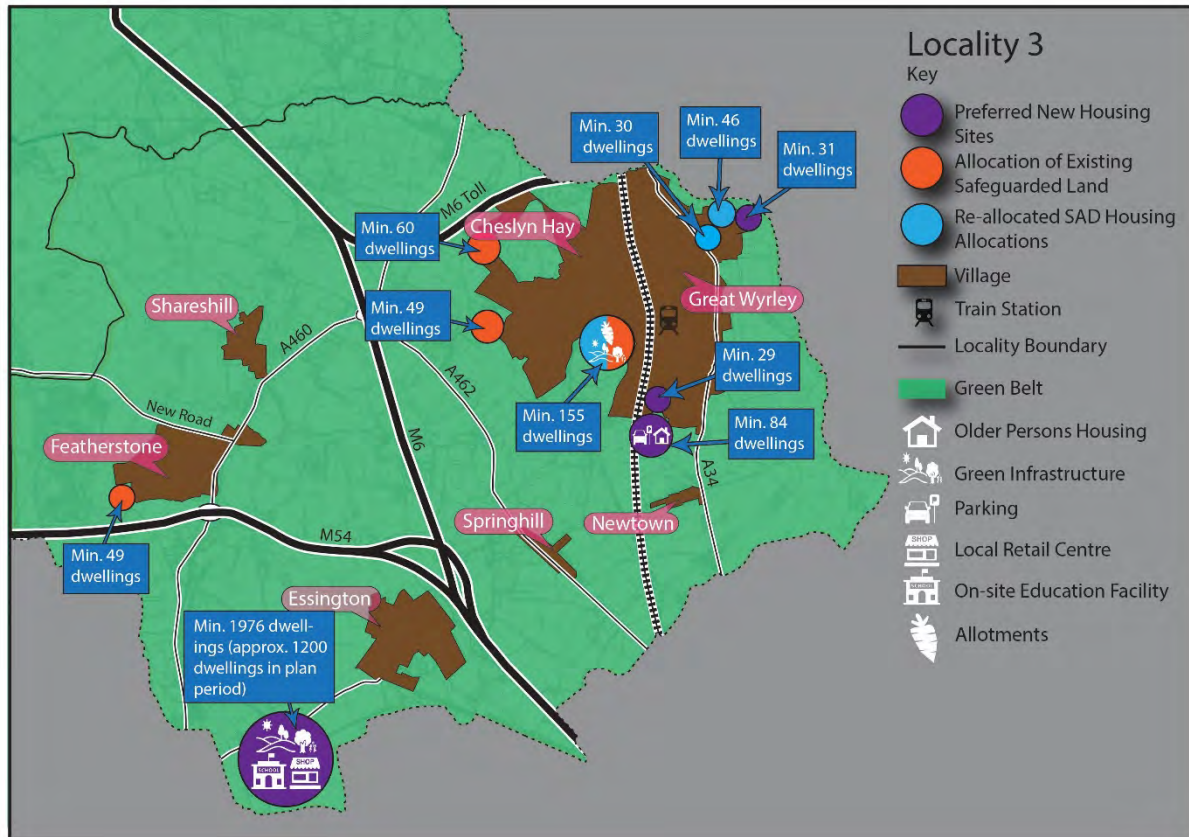 Locality 3
Key
Preferred New Housing
Sites
Allocation of Existing
Safeguarded Land
Re-allocated SAD Housing
Allocations
Village
Train Station
Locality Boundary
Green Belt
Older Persons Housing
Green Infrastructure
Parking
SHOP
Local Retail Centre
SCHOOL
On-site Education Facility
Allotments
Min. 30
dwellings
Min. 46
dwellings
Min. 31
dwellings
M6 Toll
Cheslyn Hay
Min. 60
dwellings
Great Wyrley
Shareshill
A460
Min. 49
dwellings
A462
Min. 29
dwellings
New Road
Min. 155
dwellings
Min. 84
dwellings
M6
A34
Featherstone
Min. 49
dwellings
M54
Springhill
Newtown
Essington
Min. 1976 dwell-
ings (approx. 1200
dwellings in plan
period)
SCHOOL
SHOP
P
P